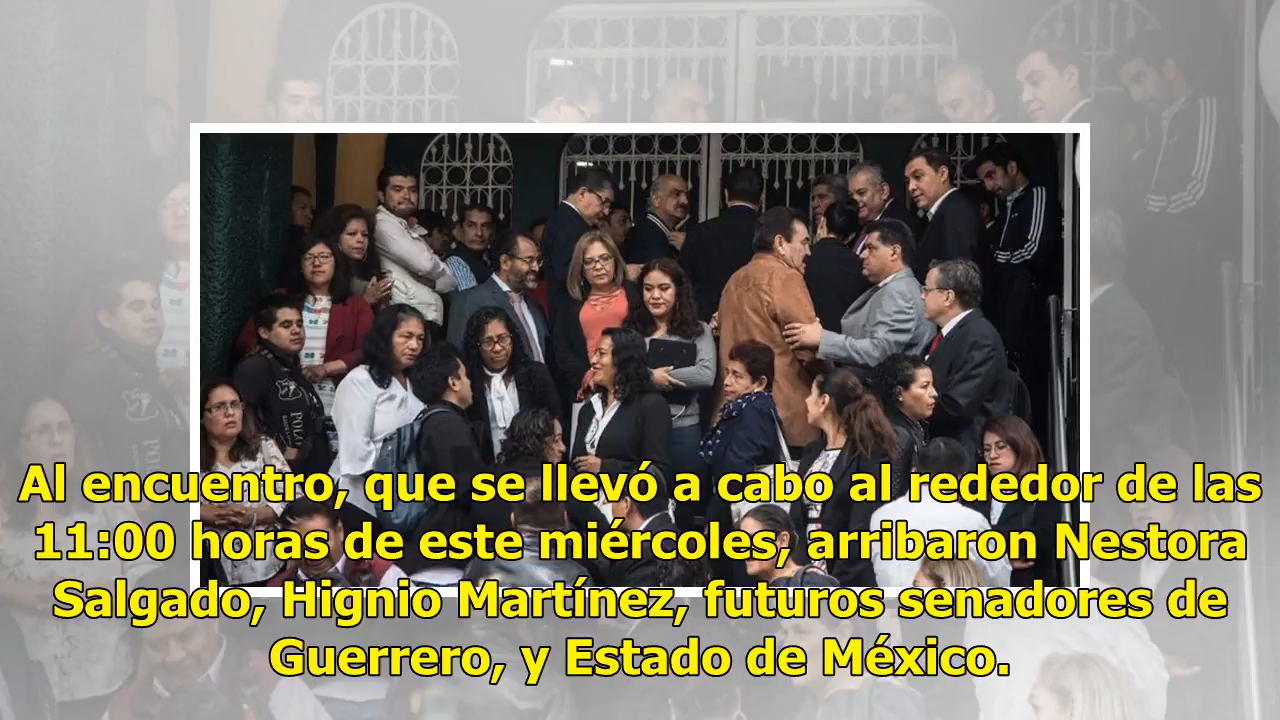 Al encuentro, que se llevó a cabo al rededor de las
11:00 horas de este miércoles, arribaron Nestora
Salgado, Hignio Martínez, futuros senadores de
Guerrero, y Estado de México.
POLO